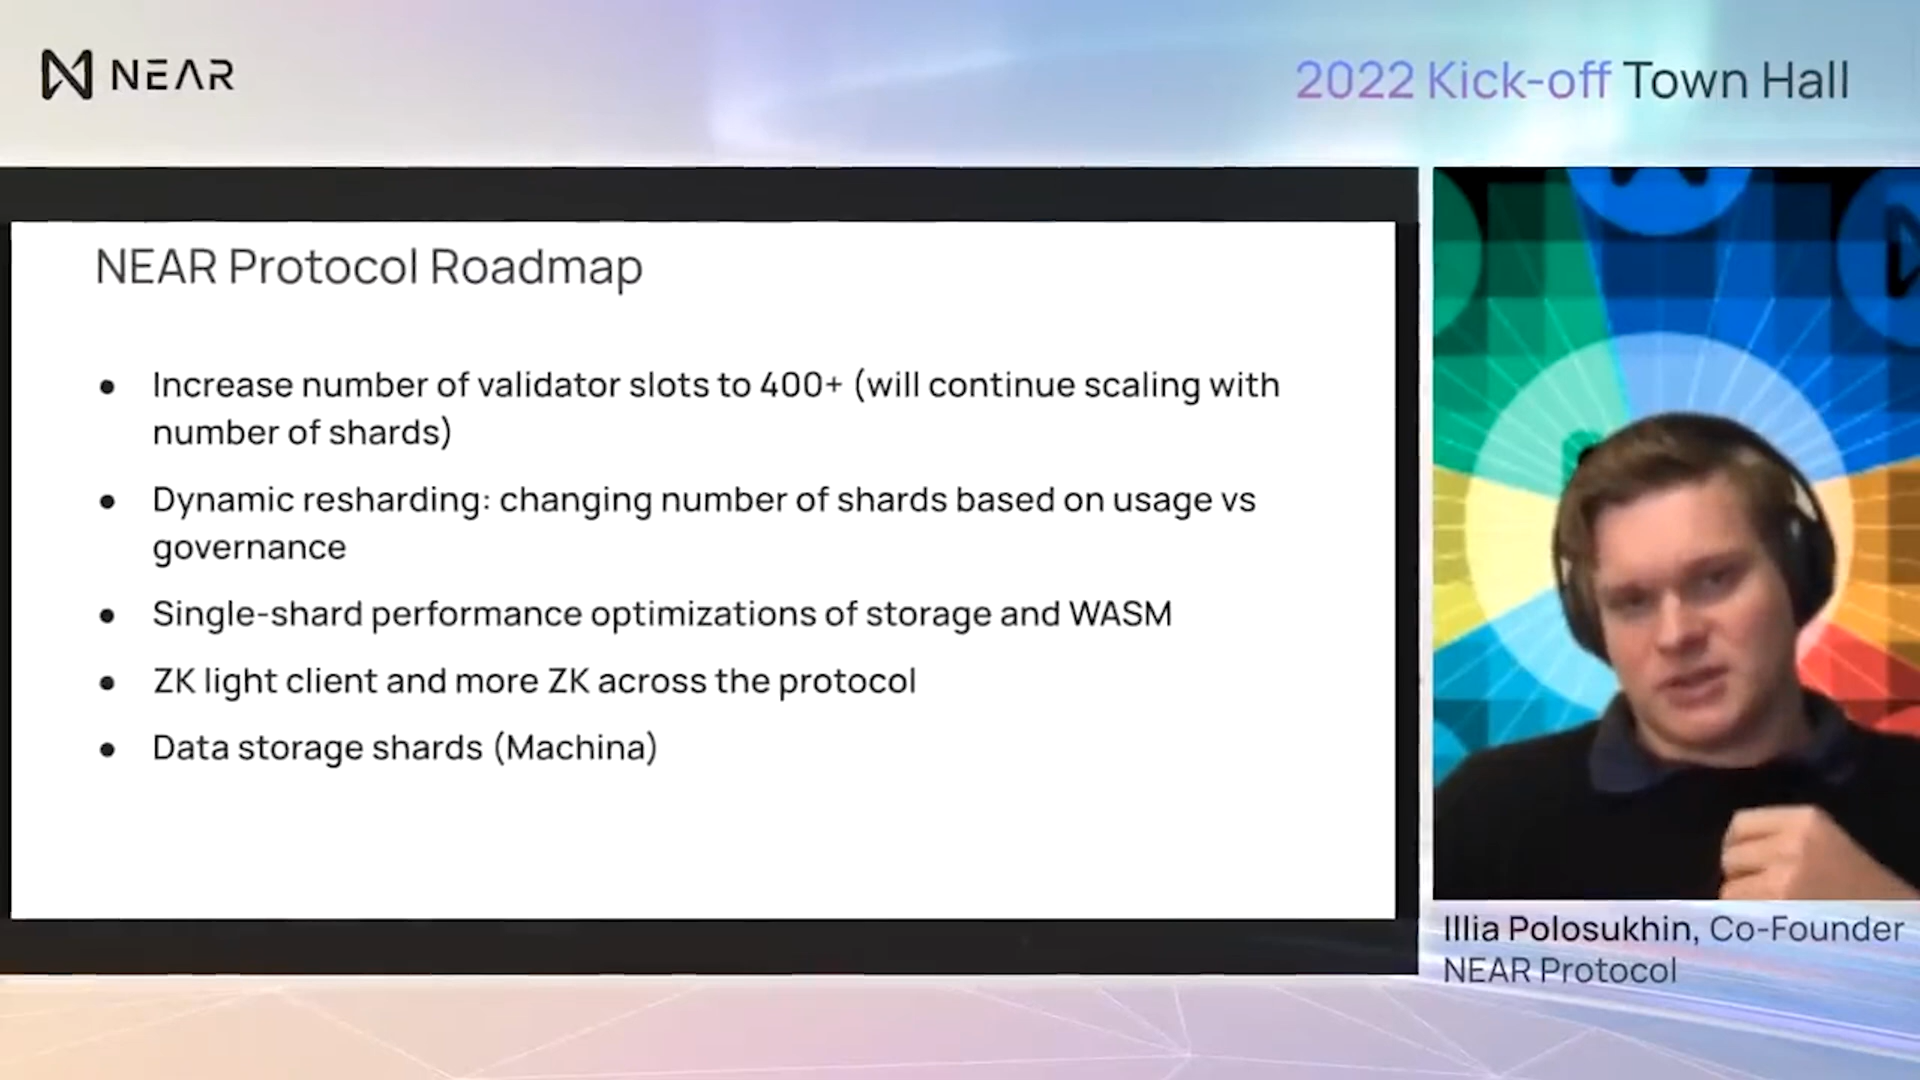 NEAR
2022 Kick-off Town Hall
NEAR Protocol Roadmap
● Increase number of validator slots to 400+ (will continue scaling with
number of shards)
● Dynamic resharding: changing number of shards based on usage vs
governance
● Single-shard performance optimizations of storage and WASM
● ZK light client and more ZK across the protocol
● Data storage shards (Machina)
Illia Polosukhin, Co-Founder
NEAR Protocol